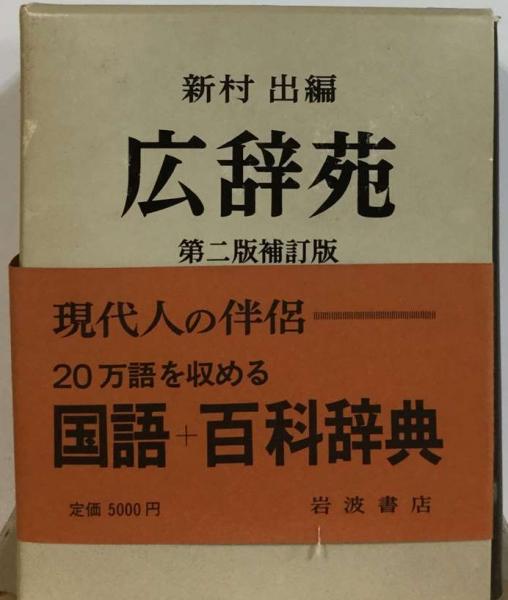 新村 出編
広辞苑
第二版補訂版
現代人の伴侶
20万語を収める
国語+百科辞典
定価 5000円 岩波書店